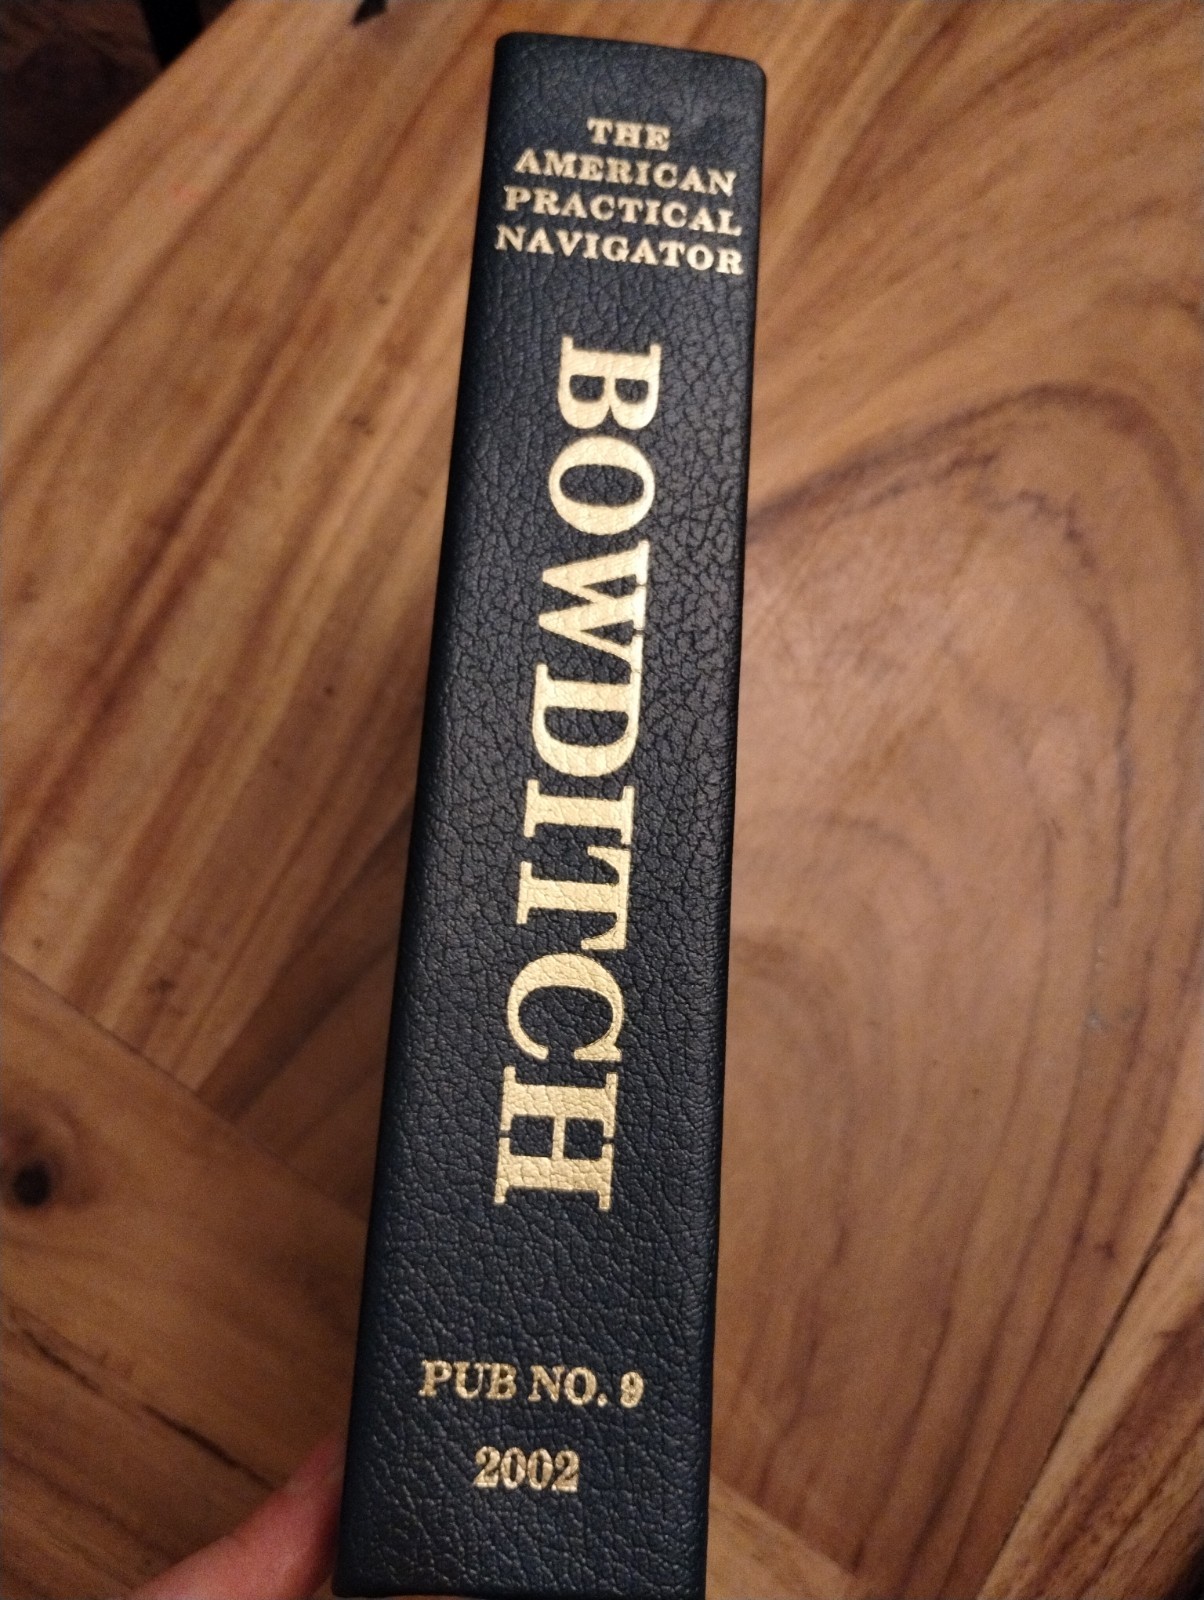 THE
AMERICAN
PRACTICAL
NAVIGATOR
BOWDITCH
PUB NO. 9
2002